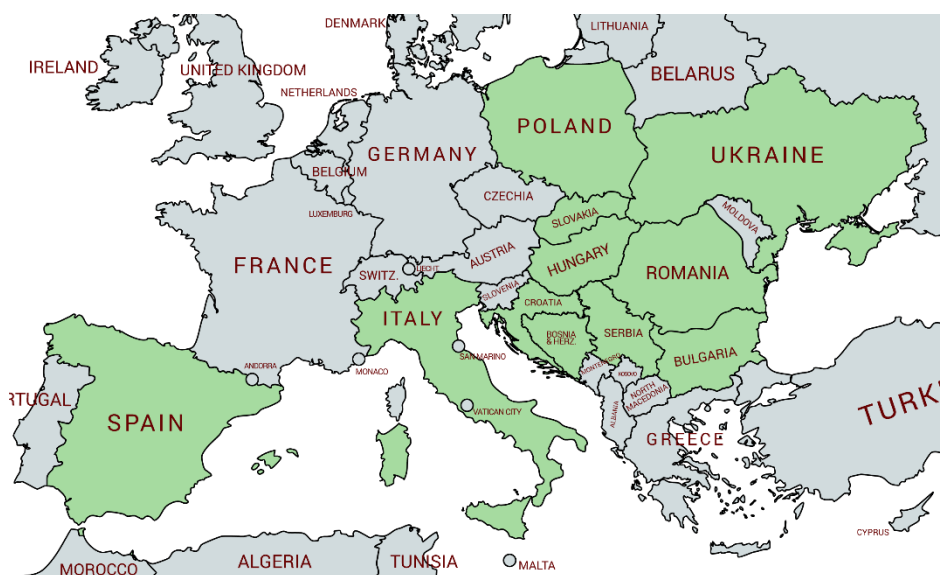 DENMARK
LITHUANIA
IRELAND
UNITED KINGDOM
BELARUS
NETHERLANDS
POLAND
GERMANY
UKRAINE
BELGIUM
CZECHIA
MOLDOVA
LUXEMBURG
SLOVAKIA
AUSTRIA
HUNGARY
FRANCE
SWITZ.
LIECHT.
ROMANIA
SLOVENIA
CROATIA
ITALY
BOSNIA
& HERZ.
SERBIA
SAN MARINO
BULGARIA
ANDORRA
MONACO
MONTENEGRO
KOSOVO
NORTH
MACEDONIA
RTUGAL
ALBANIA
TURK
SPAIN
VATICAN CITY
GREECE
CYPRUS
MOROCCO
ALGERIA
TUNISIA
MALTA